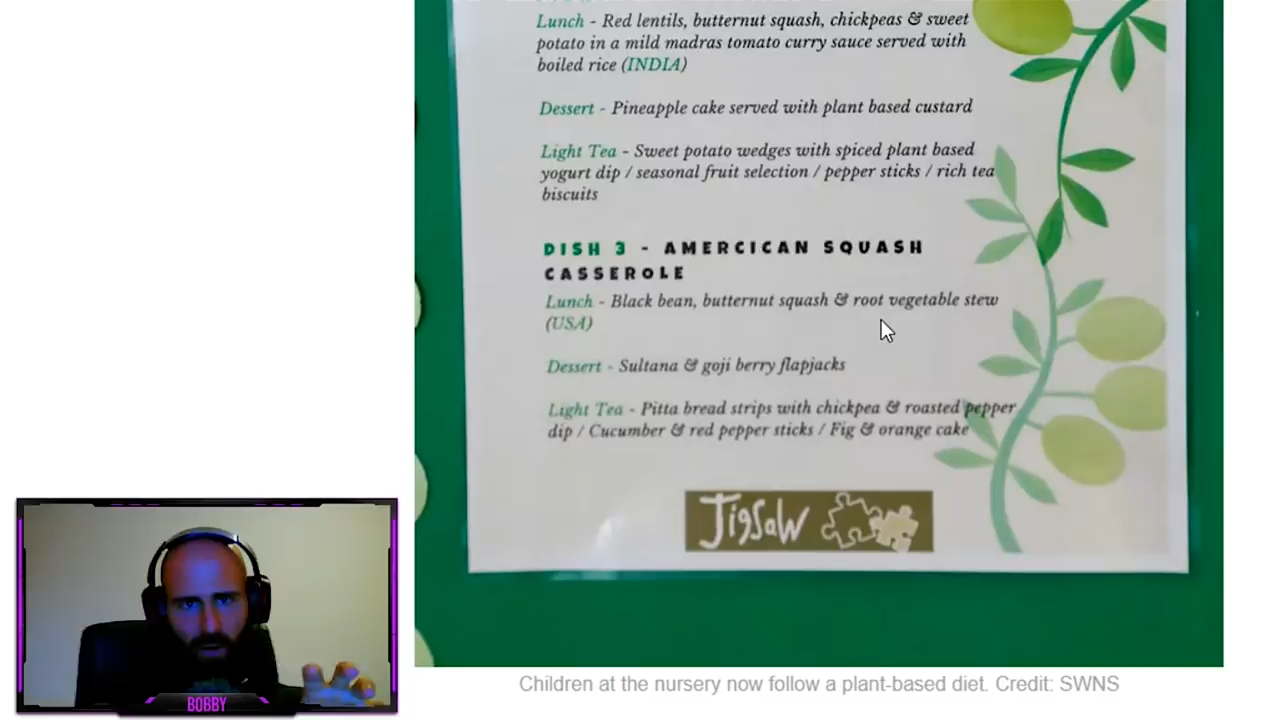 Lunch - Red lentils, butternut squash, chickpeas & sweet
potato in a mild madras tomato curry sauce served with
boiled rice (INDIA)
Dessert - Pineapple cake served with plant based custard
Light Tea - Sweet potato wedges with spiced plant based
yogurt dip / seasonal fruit selection / pepper sticks / rich tea
biscuits
DISH 3 - AMERCICAN SQUASH
CASSEROLE
Lunch - Black bean, butternut squash & root vegetable stew
(USA)
Dessert - Sultana & goji berry flapjacks
Light Tea - Pitta bread strips with chickpea & roasted pepper
dip / Cucumber & red pepper sticks / Fig & orange cake
JigSaW
Children at the nursery now follow a plant-based diet. Credit: SWNS
BOBBY